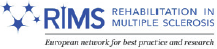 RIMS REHABILITATION IN
MULTIPLE SCLEROSIS
European network for best practice and research